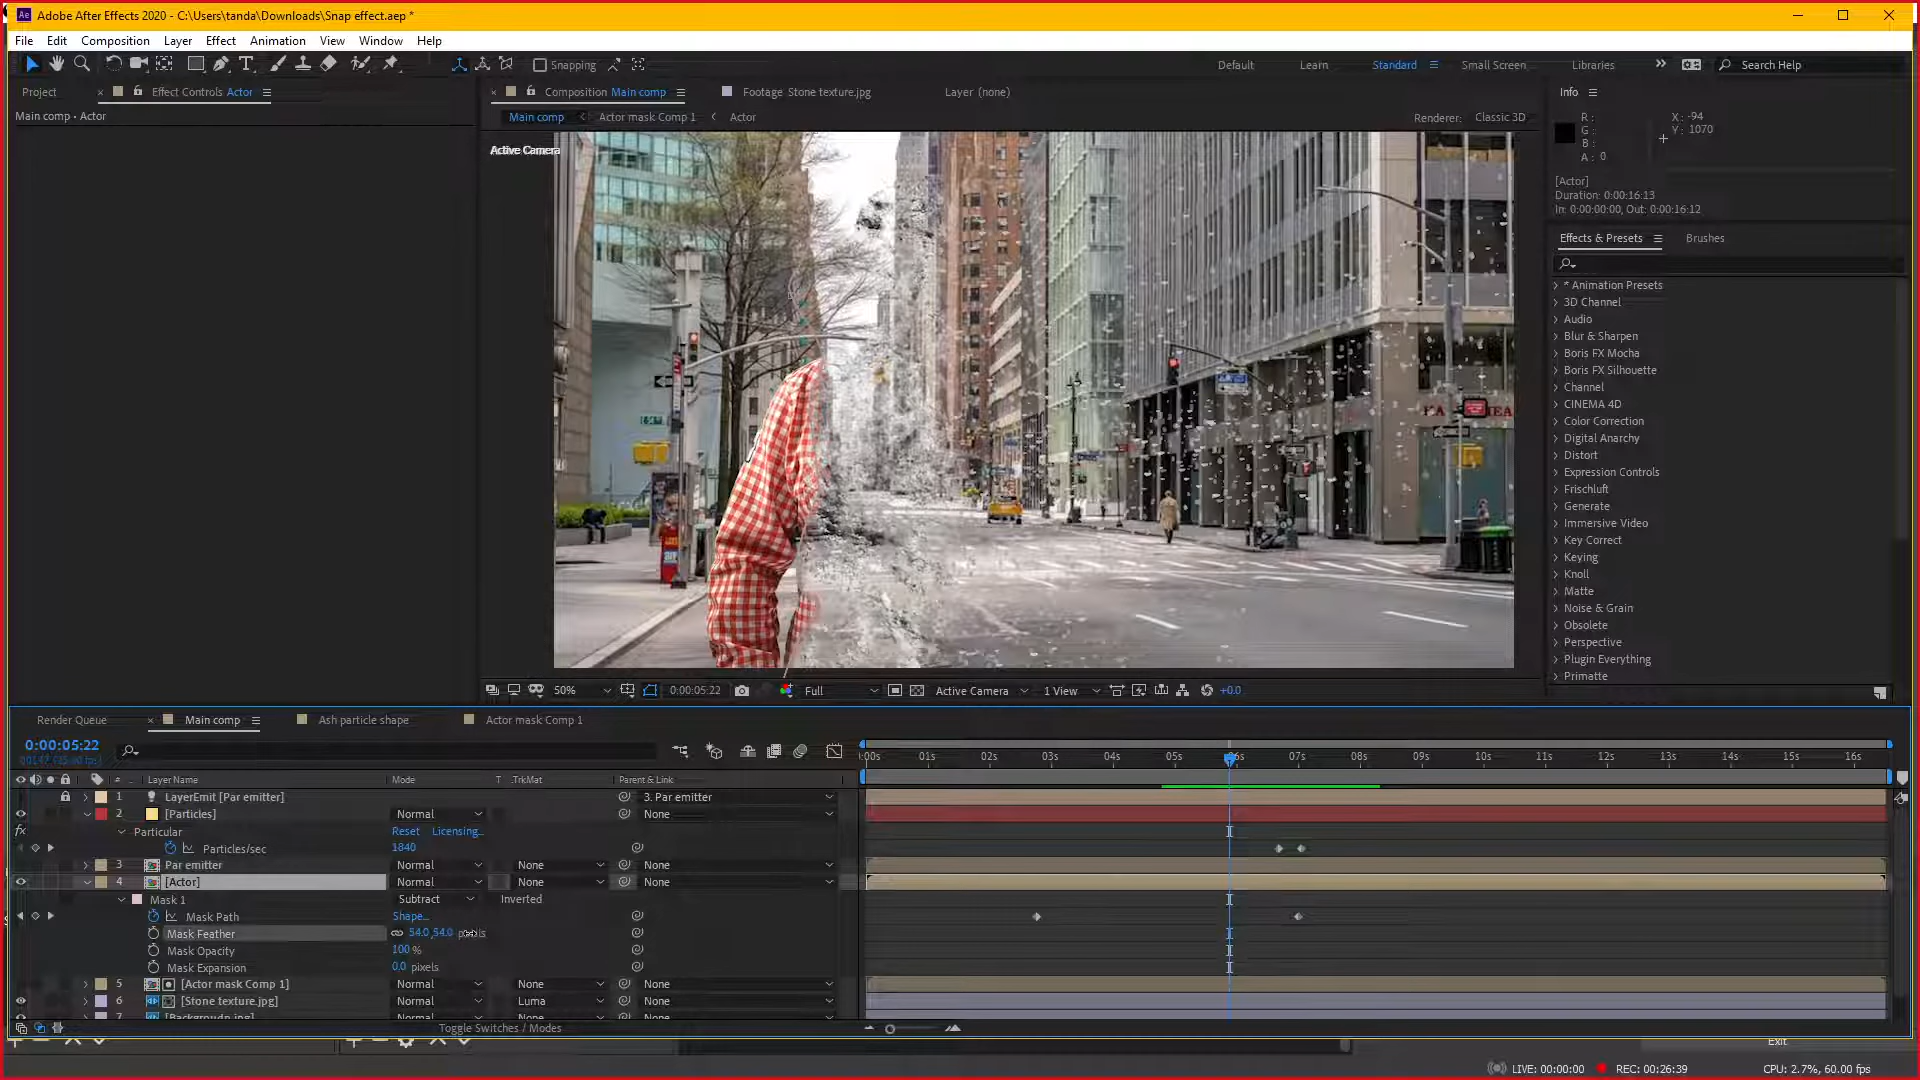 Adobe After Effects 2020 - C:\Users\tanda\Downloads\Snap effect.aep *
File Edit Composition Layer Effect Animation View Window Help
Snapping Default Learn Standard Small Screen Libraries Search Help
Project Effect Controls Actor
Main comp • Actor
Composition Main comp Footage Stone texture.jpg Layer (none)
Main comp Actor mask Comp 1 Actor
Renderer: Classic 3D
Active Camera
50% 0:00:05:22 Full Active Camera 1 View +0.0
Info
R :
G :
B :
A : 0
X : -94
Y : 1070
[Actor]
Duration: 0:00:16:13
In: 0:00:00:00, Out: 0:00:16:12
Effects & Presets Brushes
* Animation Presets
3D Channel
Audio
Blur & Sharpen
Boris FX Mocha
Boris FX Silhouette
Channel
CINEMA 4D
Color Correction
Digital Anarchy
Distort
Expression Controls
Frischluft
Generate
Immersive Video
Key Correct
Keying
Knoll
Matte
Noise & Grain
Obsolete
Perspective
Plugin Everything
Primatte
Render Queue Main comp Ash particle shape Actor mask Comp 1
0:00:05:22
:00s 01s 02s 03s 04s 05s 06s 07s 08s 09s 10s 11s 12s 13s 14s 15s 16s
Layer Name Mode T .TrkMat Parent & Link
1 LayerEmit [Par emitter] 3. Par emitter
2 [Particles] Normal None
Particular Reset Licensing...
Particles/sec 1840
3 Par emitter Normal None None
4 [Actor] Normal None None
Mask 1 Subtract Inverted
Mask Path Shape...
Mask Feather 54.0,54.0 pixels
Mask Opacity 100 %
Mask Expansion 0.0 pixels
5 [Actor mask Comp 1] Normal None None
6 [Stone texture.jpg] Normal Luma None
Toggle Switches / Modes
Exit
LIVE: 00:00:00 REC: 00:26:39 CPU: 2.7%, 60.00 fps